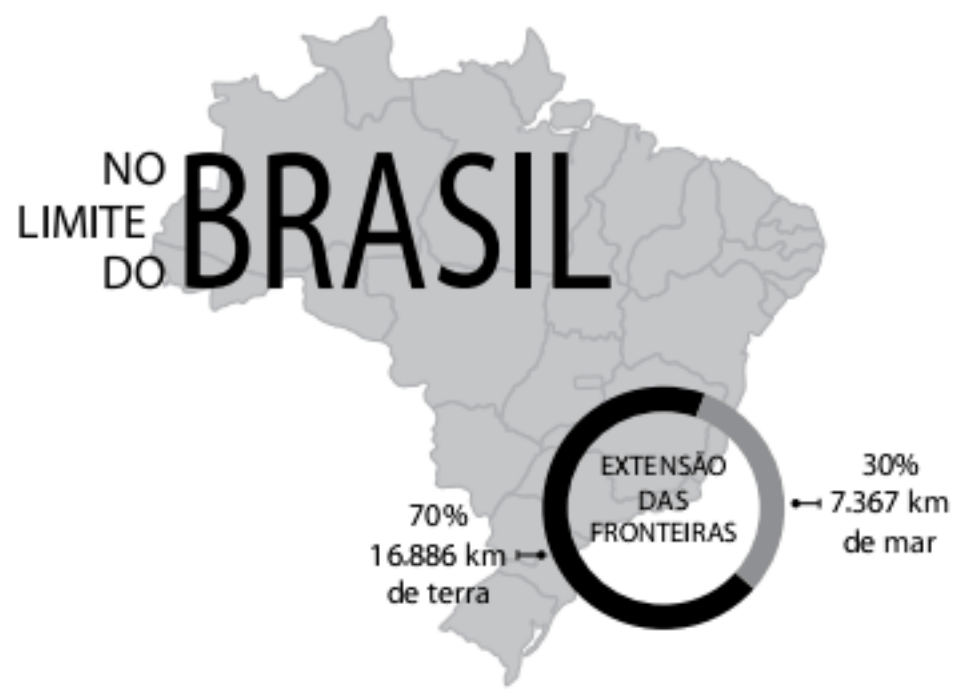 NO
LIMITE
DO
BRASIL
EXTENSÃO
DAS
FRONTEIRAS
70%
16.886 km
de terra
30%
7.367 km
de mar